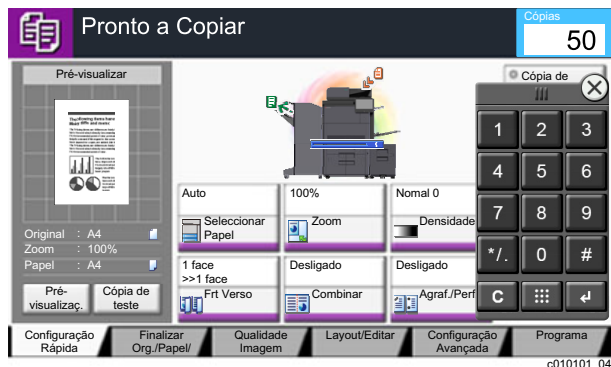 Pronto a Copiar
Cópias
50
Pré-visualizar
Original : A4
Zoom : 100%
Papel : A4
Pré-
visualizaç.
Cópia de
teste
Auto
Seleccionar
Papel
100%
Zoom
Nomal 0
Densidade
1 face
>>1 face
Frt Verso
Desligado
Combinar
Desligado
Agraf./Perf
Cópia de
1 2 3
4 5 6
7 8 9
*/. 0 #
C
Configuração
Rápida
Finalizar
Org./Papel/
Qualidade
Imagem
Layout/Editar
Configuração
Avançada
Programa
c010101_04